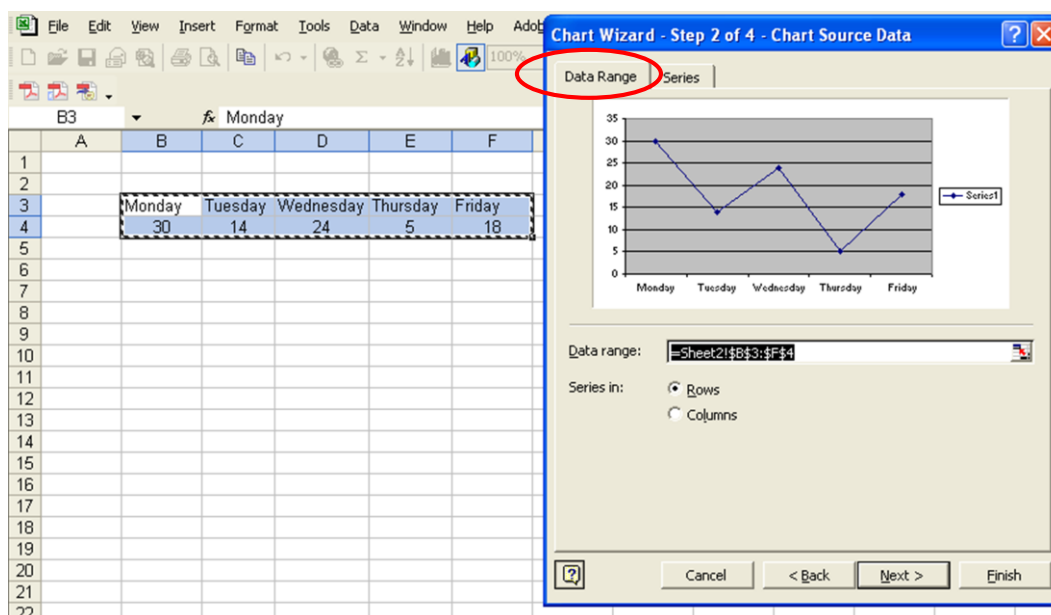 File Edit View Insert Format Tools Data Window Help
100%
B3 fx Monday
A B C D E F
1
2
3 Monday Tuesday Wednesday Thursday Friday
4 30 14 24 5 18
5
6
7
8
9
10
11
12
13
14
15
16
17
18
19
20
21
22
Chart Wizard - Step 2 of 4 - Chart Source Data
Data Range Series
35
30
25
20
15
10
5
0
Monday Tuesday Wednesday Thursday Friday
Series1
Data range: =Sheet2!$B$3:$F$4
Series in: Rows
Columns
Cancel < Back Next > Finish